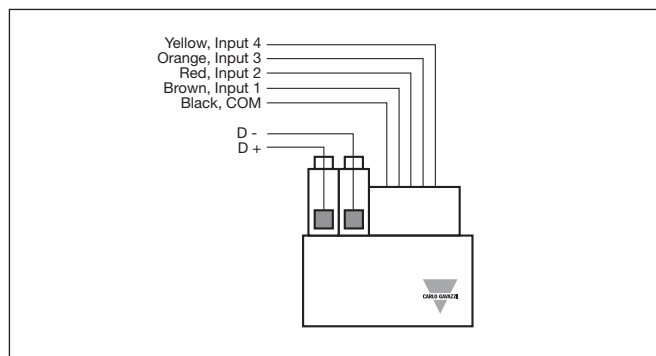 Yellow, Input 4
Orange, Input 3
Red, Input 2
Brown, Input 1
Black, COM
D -
D +
CARLO GAVAZZI